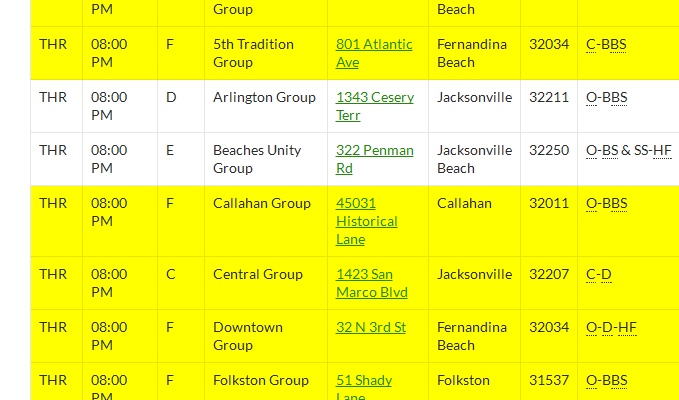 PM Group Beach
THR 08:00 F 5th Tradition 801 Atlantic Fernandina 32034 C-BBS
PM Group Ave Beach
THR 08:00 D Arlington Group 1343 Cesery Jacksonville 32211 O-BBS
PM Terr
THR 08:00 E Beaches Unity 322 Penman Jacksonville 32250 O-BS & SS-HF
PM Group Rd Beach
THR 08:00 F Callahan Group 45031 Callahan 32011 O-BBS
PM Historical
Lane
THR 08:00 C Central Group 1423 San Jacksonville 32207 C-D
PM Marco Blvd
THR 08:00 F Downtown 32 N 3rd St Fernandina 32034 O-D-HF
PM Group Beach
THR 08:00 F Folkston Group 51 Shady Folkston 31537 O-BBS
PM Lane